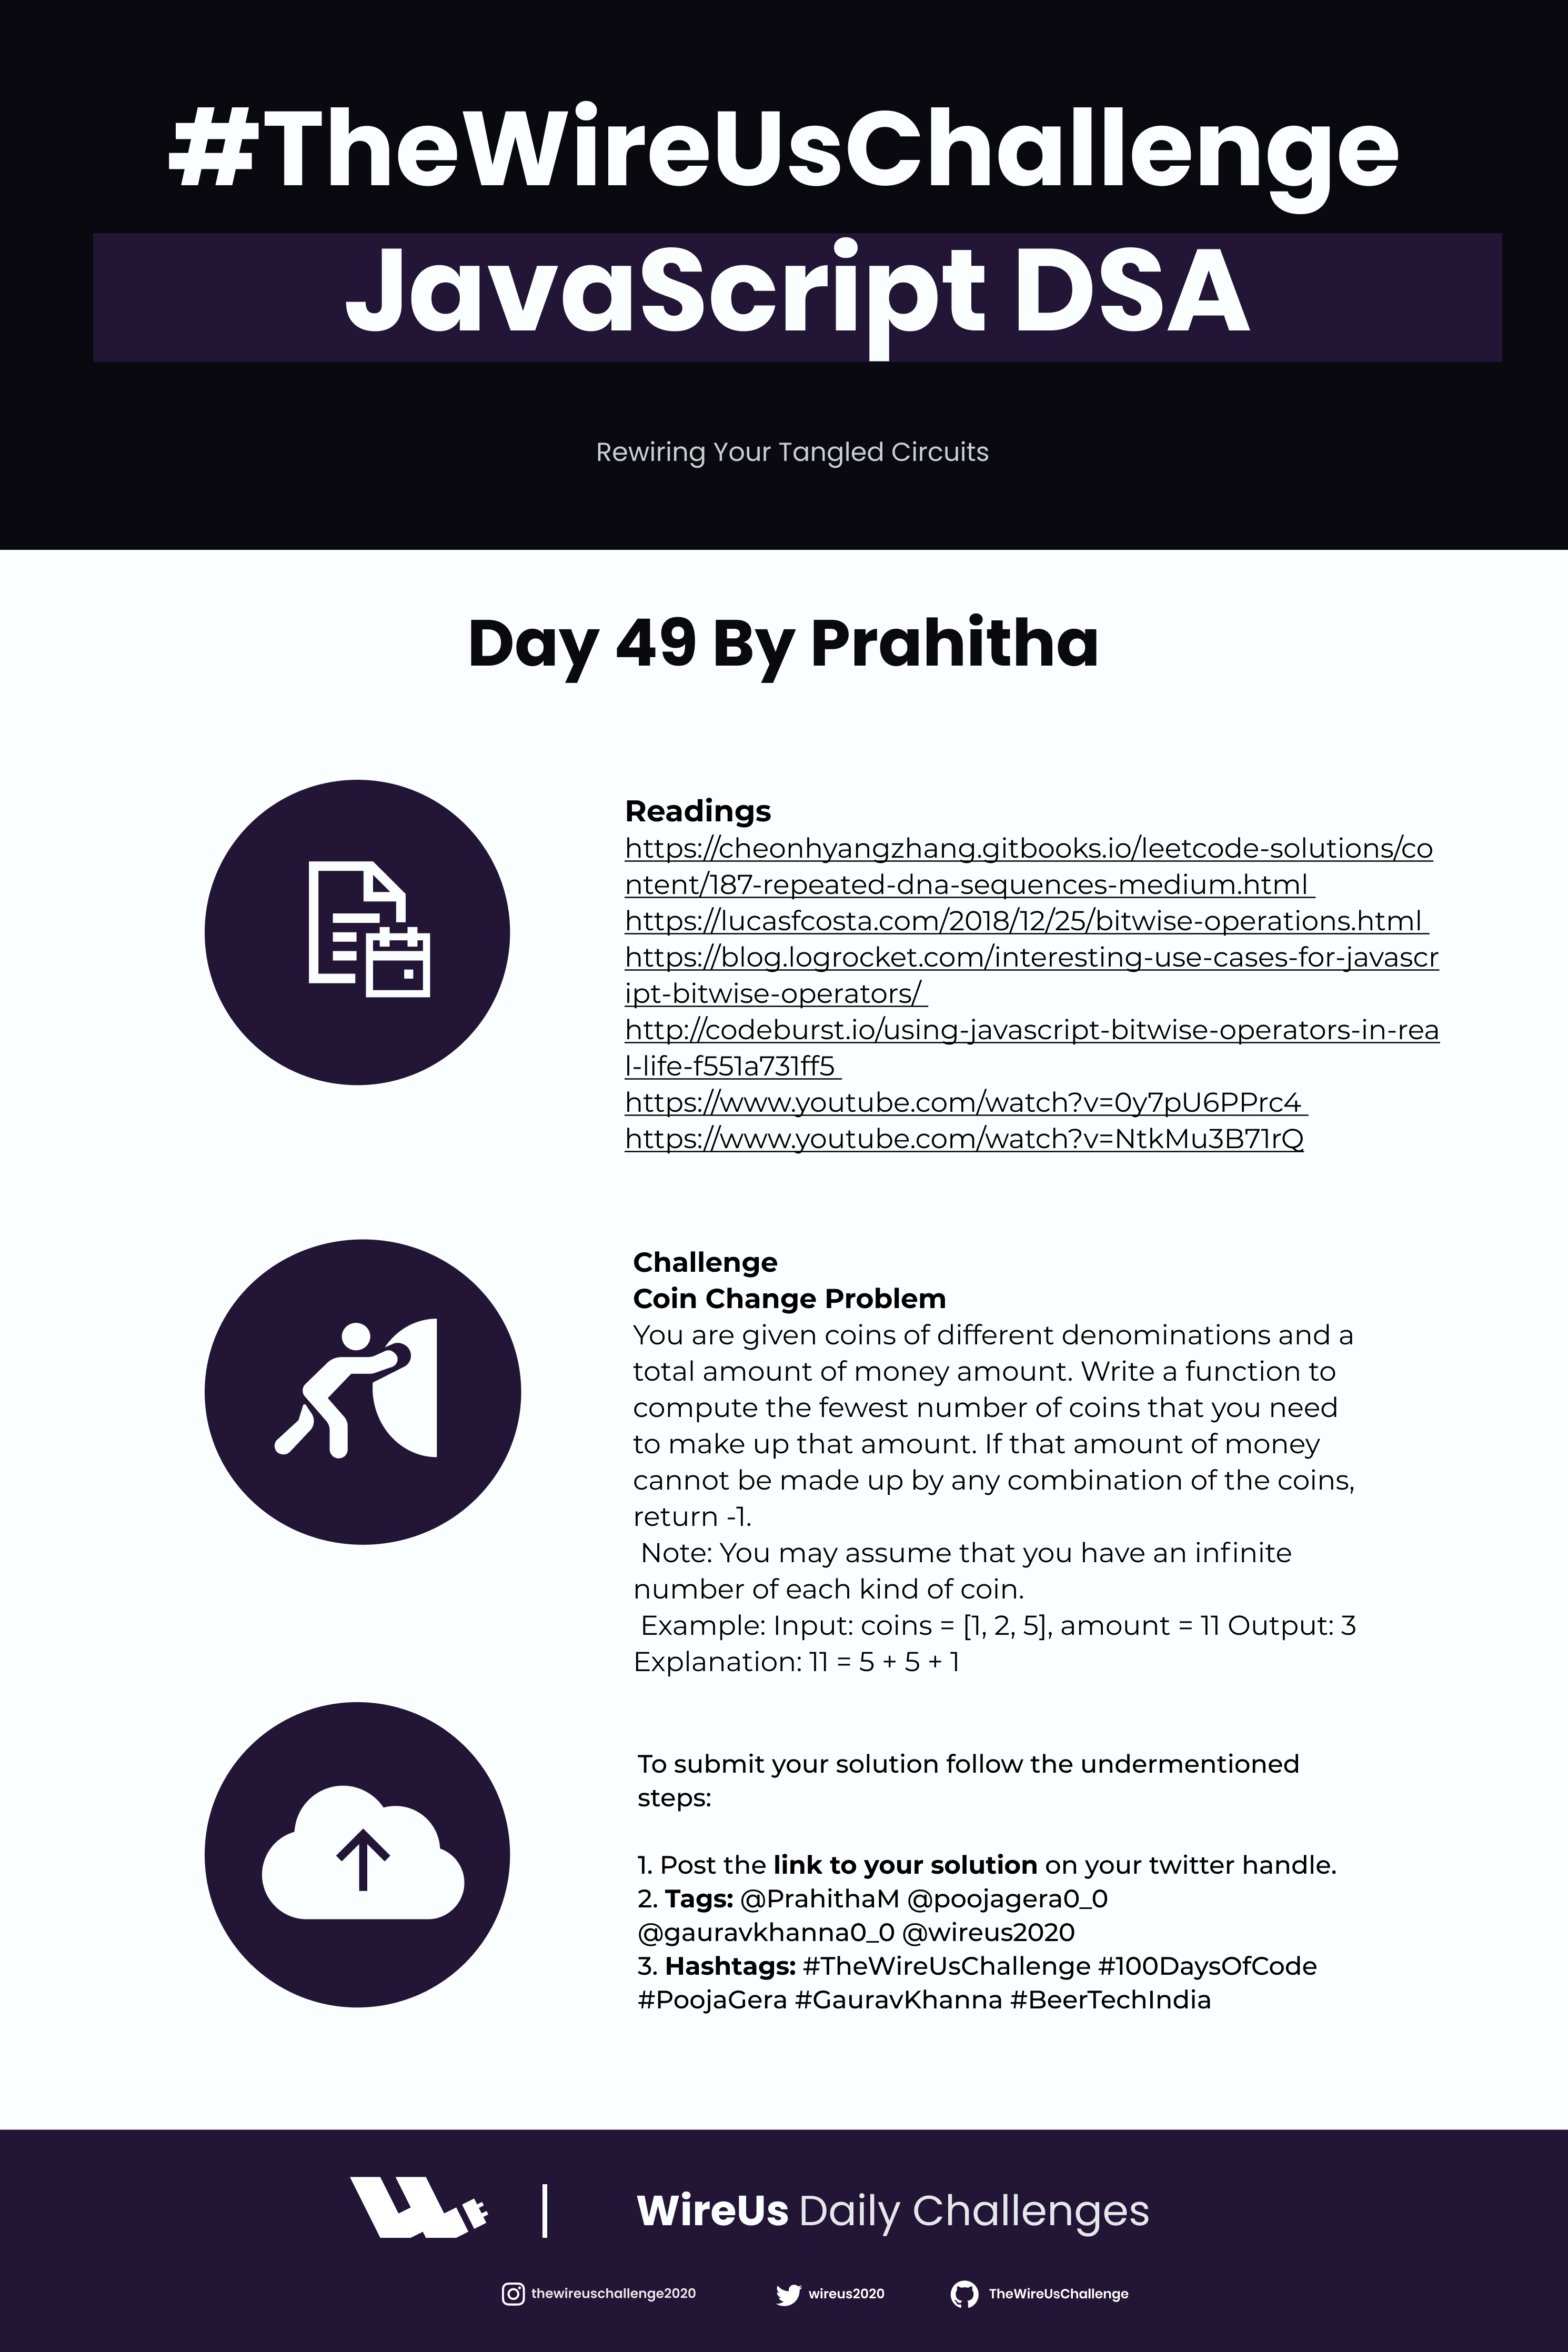 #TheWireUsChallenge
JavaScript DSA
Rewiring Your Tangled Circuits
Day 49 By Prahitha
Readings
https://cheonhyangzhang.gitbooks.io/leetcode-solutions/co
ntent/187-repeated-dna-sequences-medium.html
https://lucasfcosta.com/2018/12/25/bitwise-operations.html
https://blog.logrocket.com/interesting-use-cases-for-javascr
ipt-bitwise-operators/
http://codeburst.io/using-javascript-bitwise-operators-in-rea
l-life-f551a731ff5
https://www.youtube.com/watch?v=0y7pU6PPrc4
https://www.youtube.com/watch?v=NtkMu3B71rQ
Challenge
Coin Change Problem
You are given coins of different denominations and a
total amount of money amount. Write a function to
compute the fewest number of coins that you need
to make up that amount. If that amount of money
cannot be made up by any combination of the coins,
return -1.
Note: You may assume that you have an infinite
number of each kind of coin.
Example: Input: coins = [1, 2, 5], amount = 11 Output: 3
Explanation: 11 = 5 + 5 + 1
To submit your solution follow the undermentioned
steps:
1. Post the link to your solution on your twitter handle.
2. Tags: @PrahithaM @poojagera0_0
@gauravkhanna0_0 @wireus2020
3. Hashtags: #TheWireUsChallenge #100DaysOfCode
#PoojaGera #GauravKhanna #BeerTechIndia
WireUs Daily Challenges
thewireuschallenge2020
wireus2020
TheWireUsChallenge